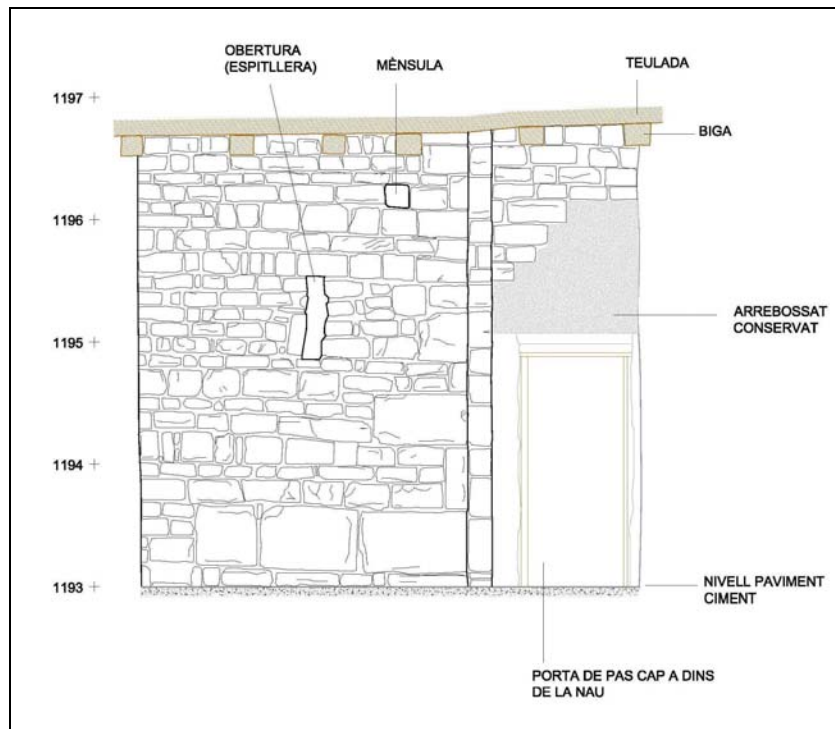 OBERTURA
(ESPITLLERA)
MÈNSULA
TEULADA
1197
BIGA
1196
ARREBOSSAT
CONSERVAT
1195
1194
1193
NIVELL PAVIMENT
CIMENT
PORTA DE PAS CAP A DINS
DE LA NAU